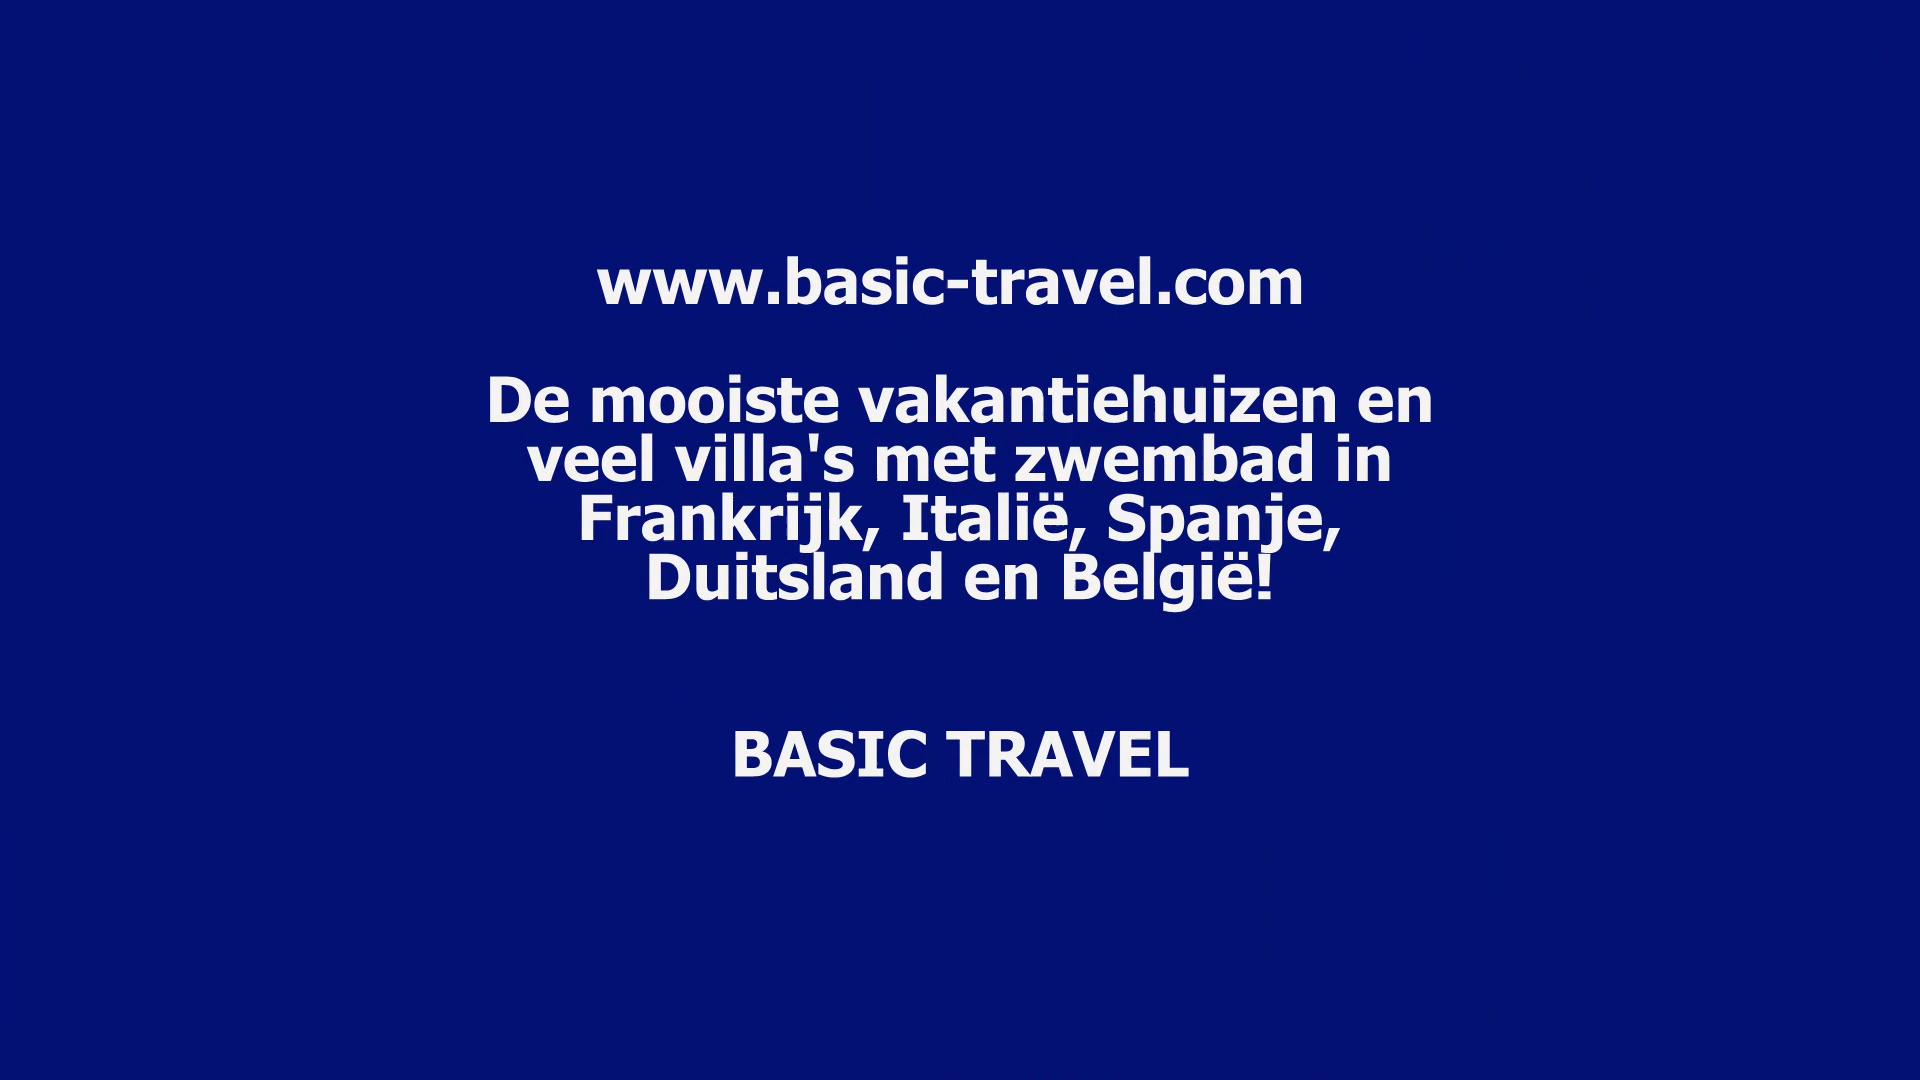 www.basic-travel.com
De mooiste vakantiehuizen en
veel villa's met zwembad in
Frankrijk, Italië, Spanje,
Duitsland en België!
BASIC TRAVEL